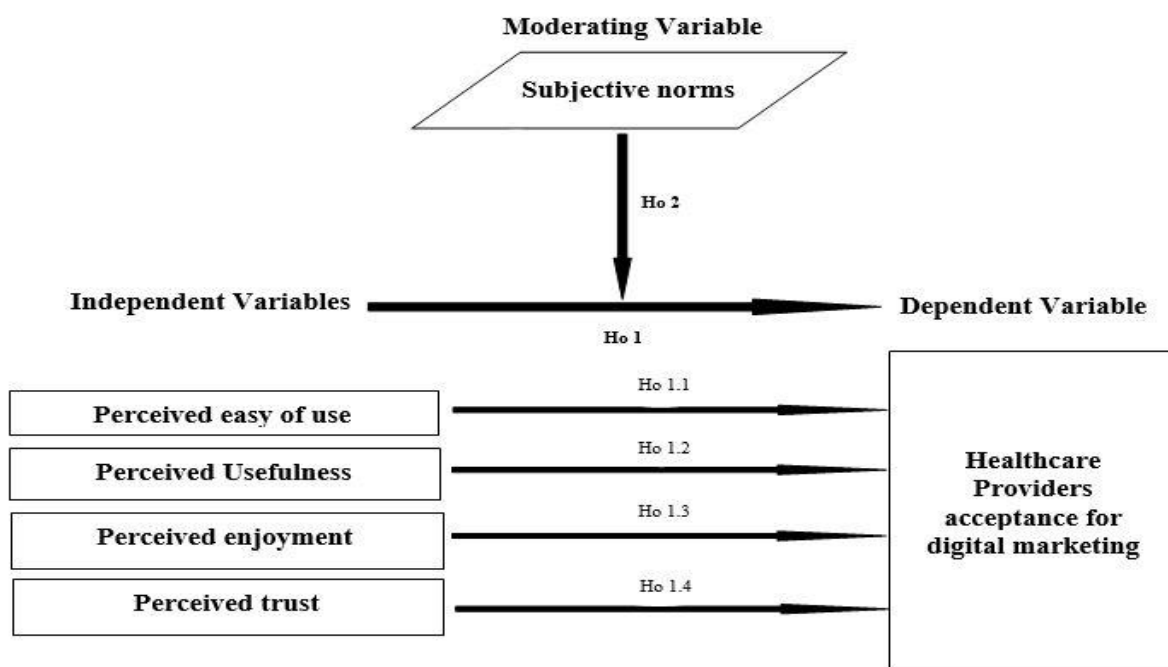 Moderating Variable
Subjective norms
Ho 2
Independent Variables
Dependent Variable
Ho 1
Ho 1.1
Perceived easy of use
Ho 1.2
Perceived Usefulness
Ho 1.3
Perceived enjoyment
Ho 1.4
Perceived trust
Healthcare
Providers
acceptance for
digital marketing